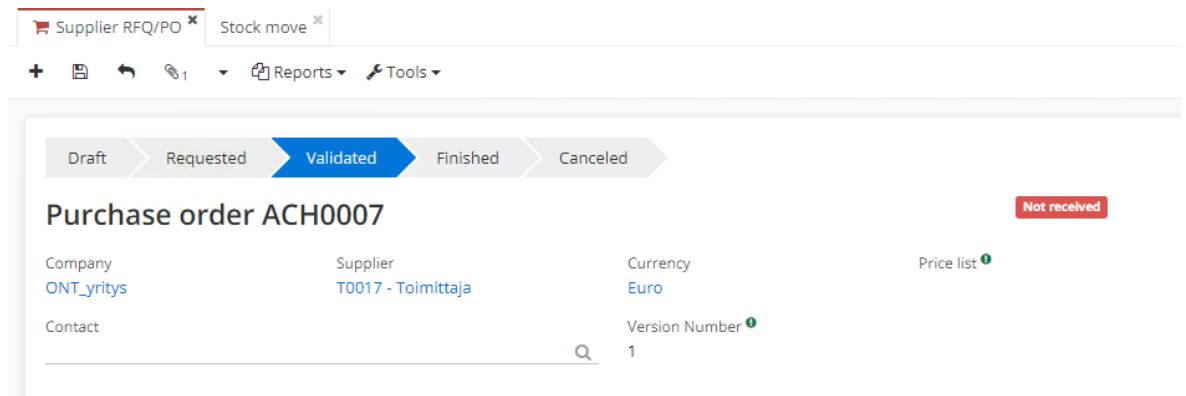 Supplier RFQ/PO Stock move
1 Reports Tools
Draft Requested Validated Finished Canceled
Purchase order ACH0007 Not received
Company Supplier Currency Price list
ONT_yritys T0017 - Toimittaja Euro
Contact Version Number
1